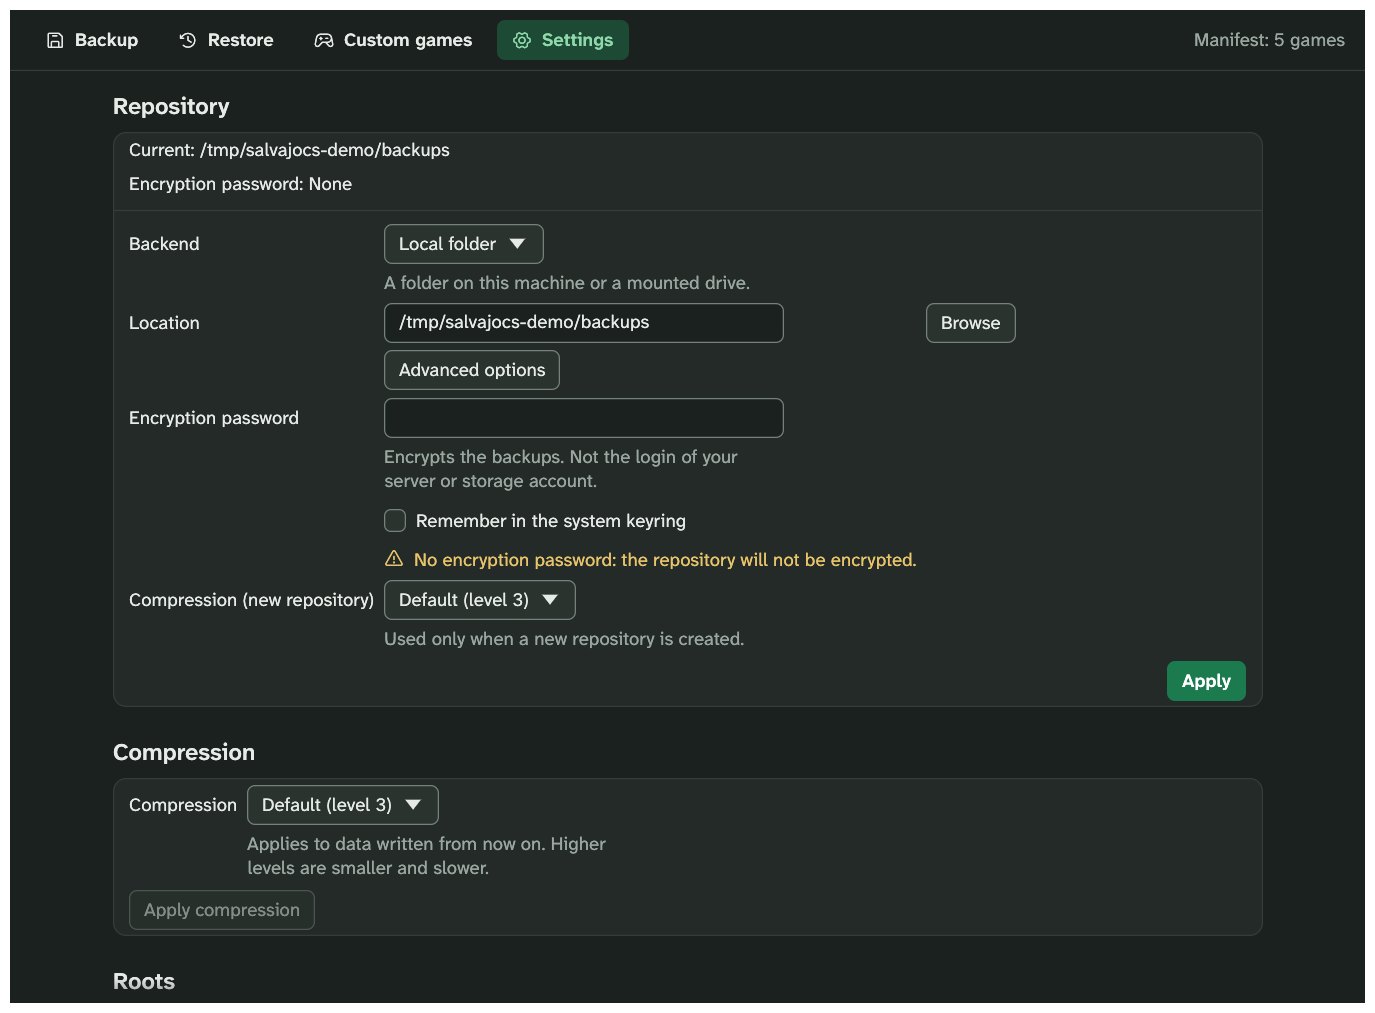 Backup
Restore
Custom games
Settings
Manifest: 5 games
Repository
Current: /tmp/salvajocs-demo/backups
Encryption password: None
Backend
Local folder
A folder on this machine or a mounted drive.
Location
/tmp/salvajocs-demo/backups
Browse
Advanced options
Encryption password
Encrypts the backups. Not the login of your
server or storage account.
Remember in the system keyring
No encryption password: the repository will not be encrypted.
Compression (new repository)
Default (level 3)
Used only when a new repository is created.
Apply
Compression
Compression
Default (level 3)
Applies to data written from now on. Higher
levels are smaller and slower.
Apply compression
Roots